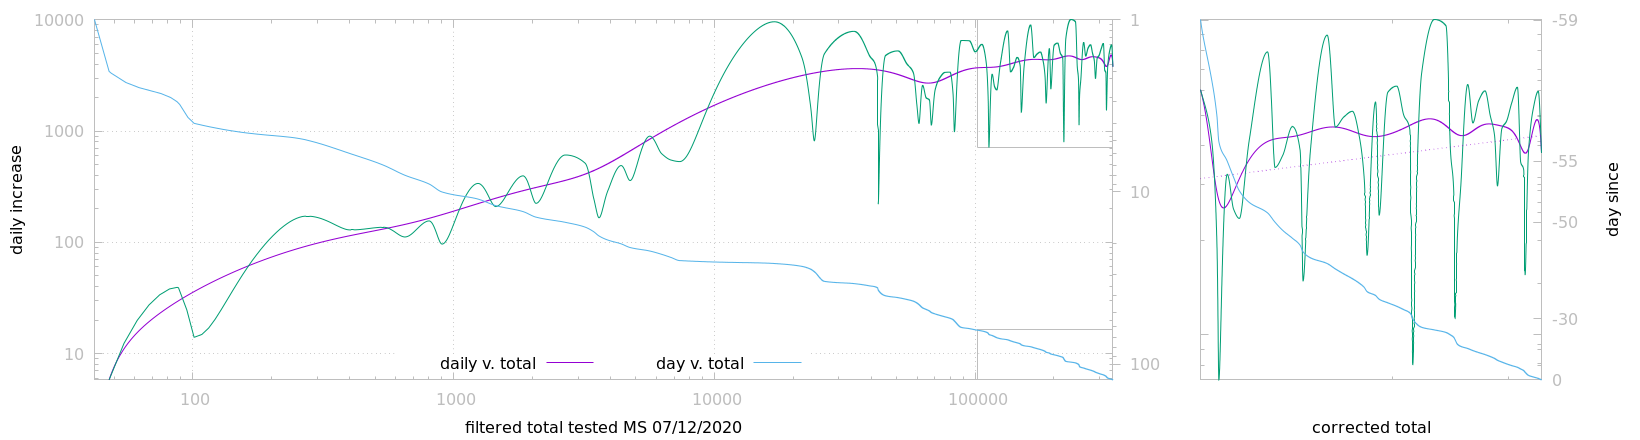 10000
1000
100
10
daily increase
100
1000
10000
100000
filtered total tested MS 07/12/2020
daily v. total
day v. total
1
10
100
-59
-55
-50
-30
0
day since
corrected total